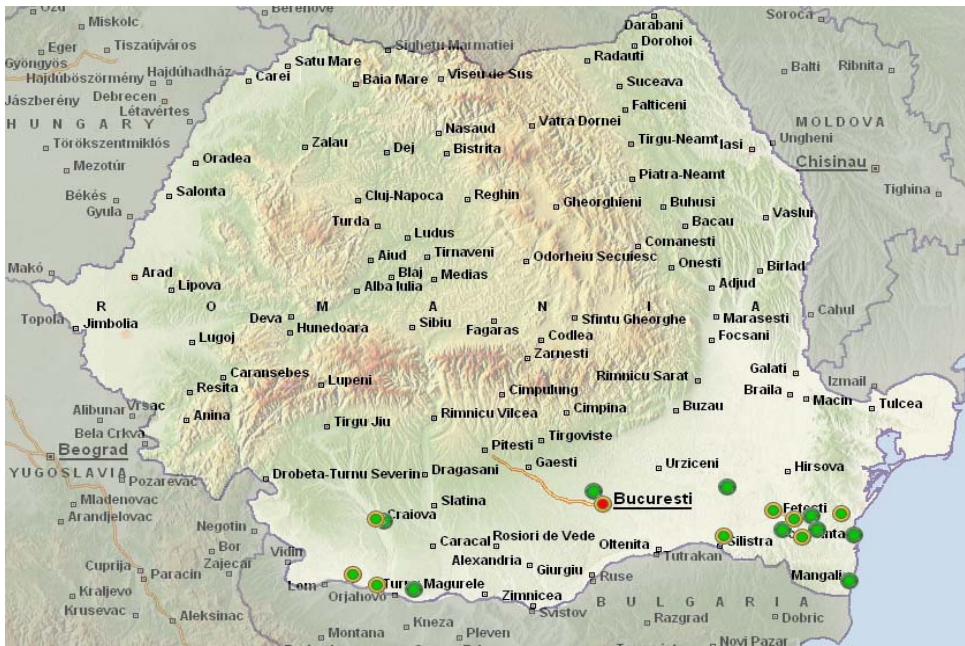 Ozu
Miskolc
Berehove
Darabani
Soroca
Eger
Tiszaújváros
Sighetu Marmatiei
Dorohoi
Gyöngyös
Satu Mare
Radauti
Balti
Ribnita
Hajdúböszörmény
Hajdúhadház
Carei
Baia Mare
Viseu de Sus
Suceava
Jászberény
Debrecen
Létavértes
Falticeni
HUNGARY
Nasaud
Vatra Dornei
MOLDOVA
Törökszentmiklós
Zalau
Dej
Bistrita
Tirgu-Neamt
Iasi
Ungheni
Mezotúr
Oradea
Chisinau
Piatra-Neamt
Békés
Salonta
Cluj-Napoca
Reghin
Gheorghieni
Buhusi
Tighina
Gyula
Turda
Bacau
Vaslui
Ludus
Comanesti
Makó
Aiud
Tirnaveni
Odorheiu Secuiesc
Onesti
Birlad
Arad
Blaj
Medias
Lipova
Alba Iulia
Adjud
ROMANIA
Topola
Jimbolia
Deva
Hunedoara
Sibiu
Fagaras
Sfintu Gheorghe
Marasesti
Cahul
Lugoj
Codlea
Focsani
Zarnesti
Caransebes
Lupeni
Rimnicu Sarat
Galati
Izmail
Resita
Cimpulung
Braila
Macin
Alibunar
Vrsac
Anina
Tirgu Jiu
Rimnicu Vilcea
Cimpina
Buzau
Tulcea
Bela Crkva
Pitesti
Tirgoviste
Beograd
YUGOSLAVIA
Pozarevac
Drobeta-Turnu Severin
Dragasani
Gaesti
Urziceni
Hirsova
Mladenovac
Slatina
Bucuresti
Fetesti
Arandjelovac
Negotin
Craiova
Bor
Vidin
Caracal
Rosiori de Vede
Oltenita
Silistra
Zajecar
Alexandria
Tutrakan
Cuprija
Paracin
Lom
Giurgiu
Ruse
Kraljevo
Orjahovo
Turnu Magurele
Zimnicea
Svistov
BULGARIA
Krusevac
Aleksinac
Kneza
Razgrad
Dobric
Montana
Pleven
Novi Pazar